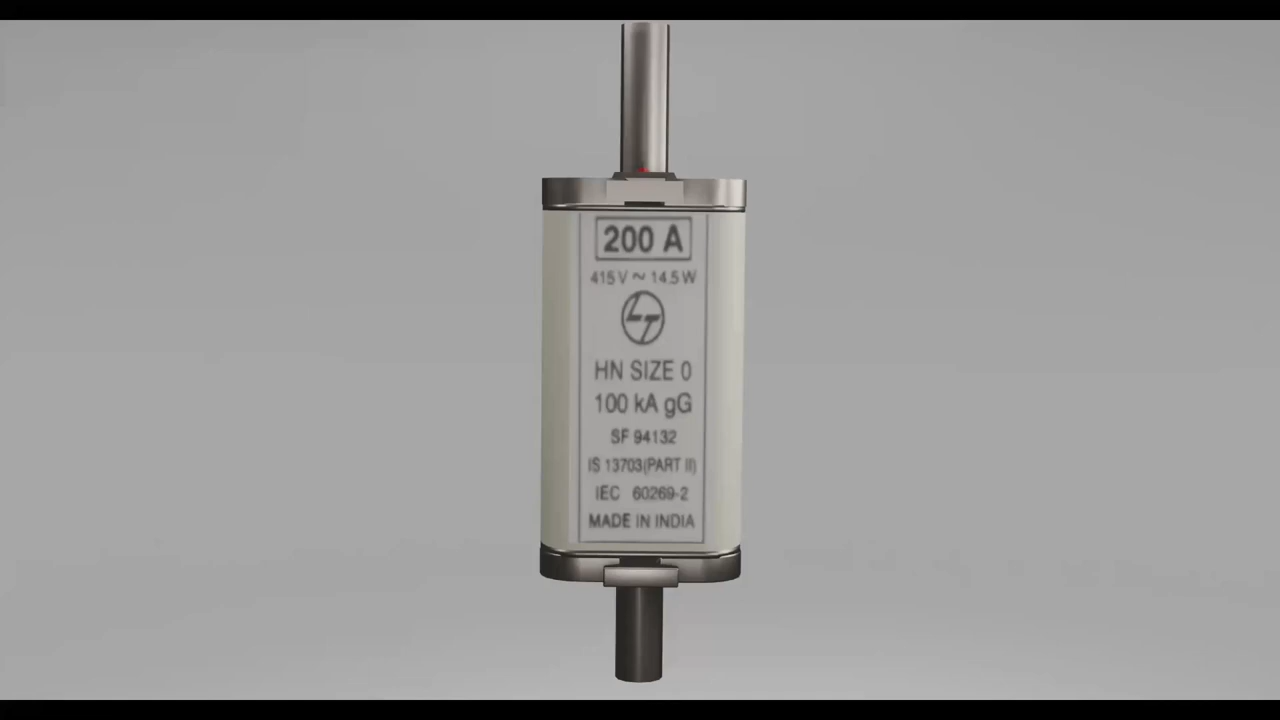 200 A
415 V ~ 14.5 W
LT
HN SIZE 0
100 kA gG
SF 94132
IS 13703(PART II)
IEC 60269-2
MADE IN INDIA